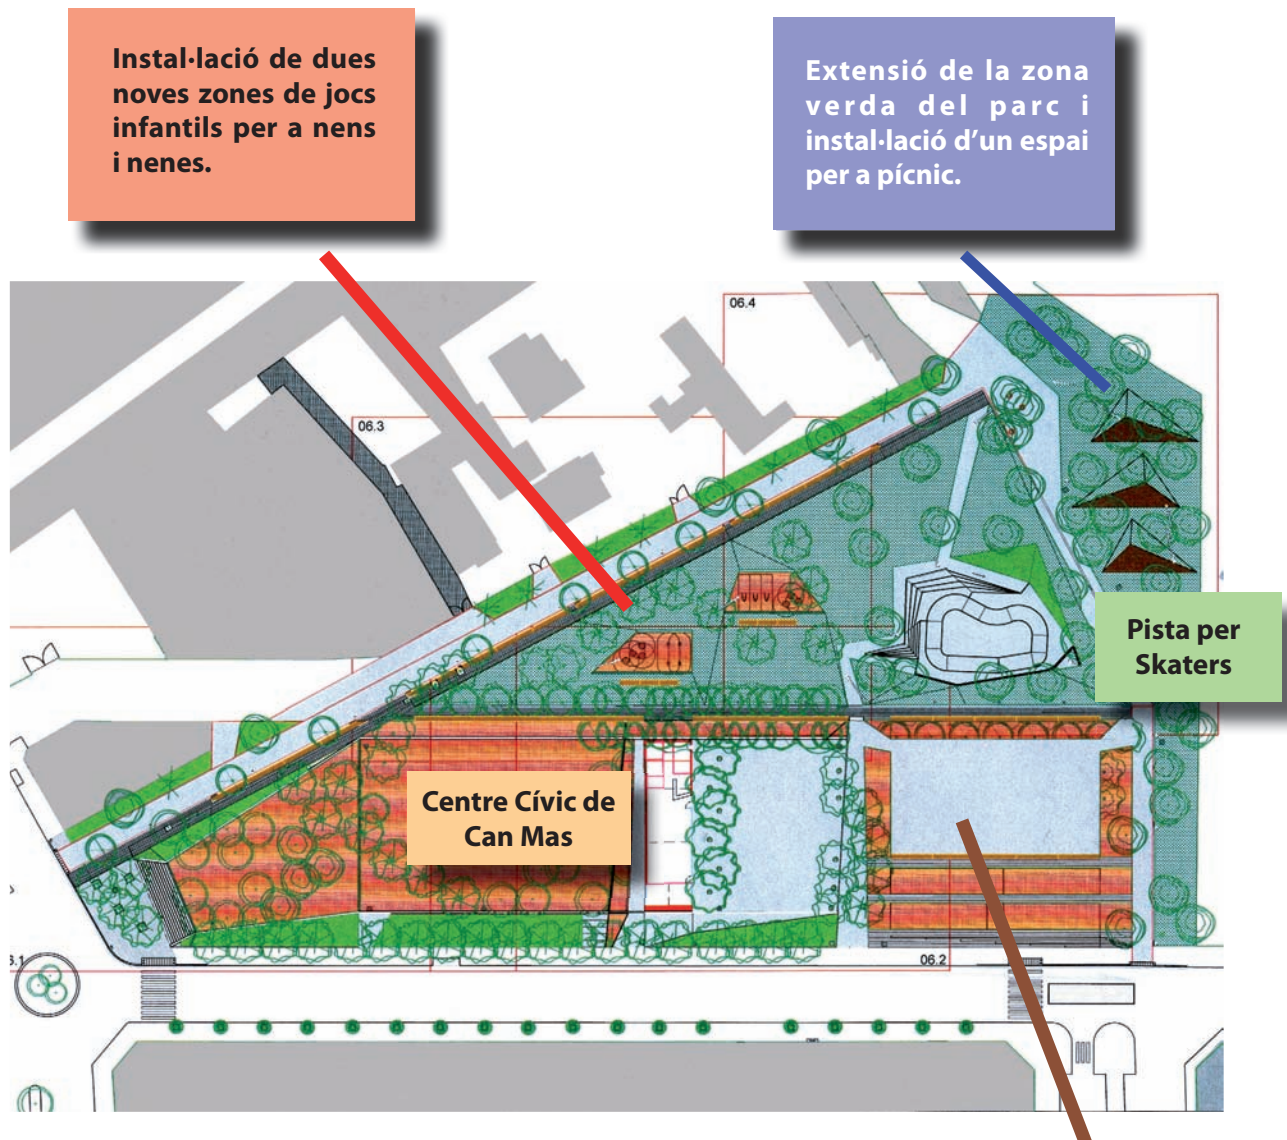 Instal·lació de dues
noves zones de jocs
infantils per a nens
i nenes.
Extensió de la zona
verda del parc i
instal·lació d'un espai
per a pícnic.
06.4
06.3
Pista per
Skaters
Centre Cívic de
Can Mas
6.1
06.2